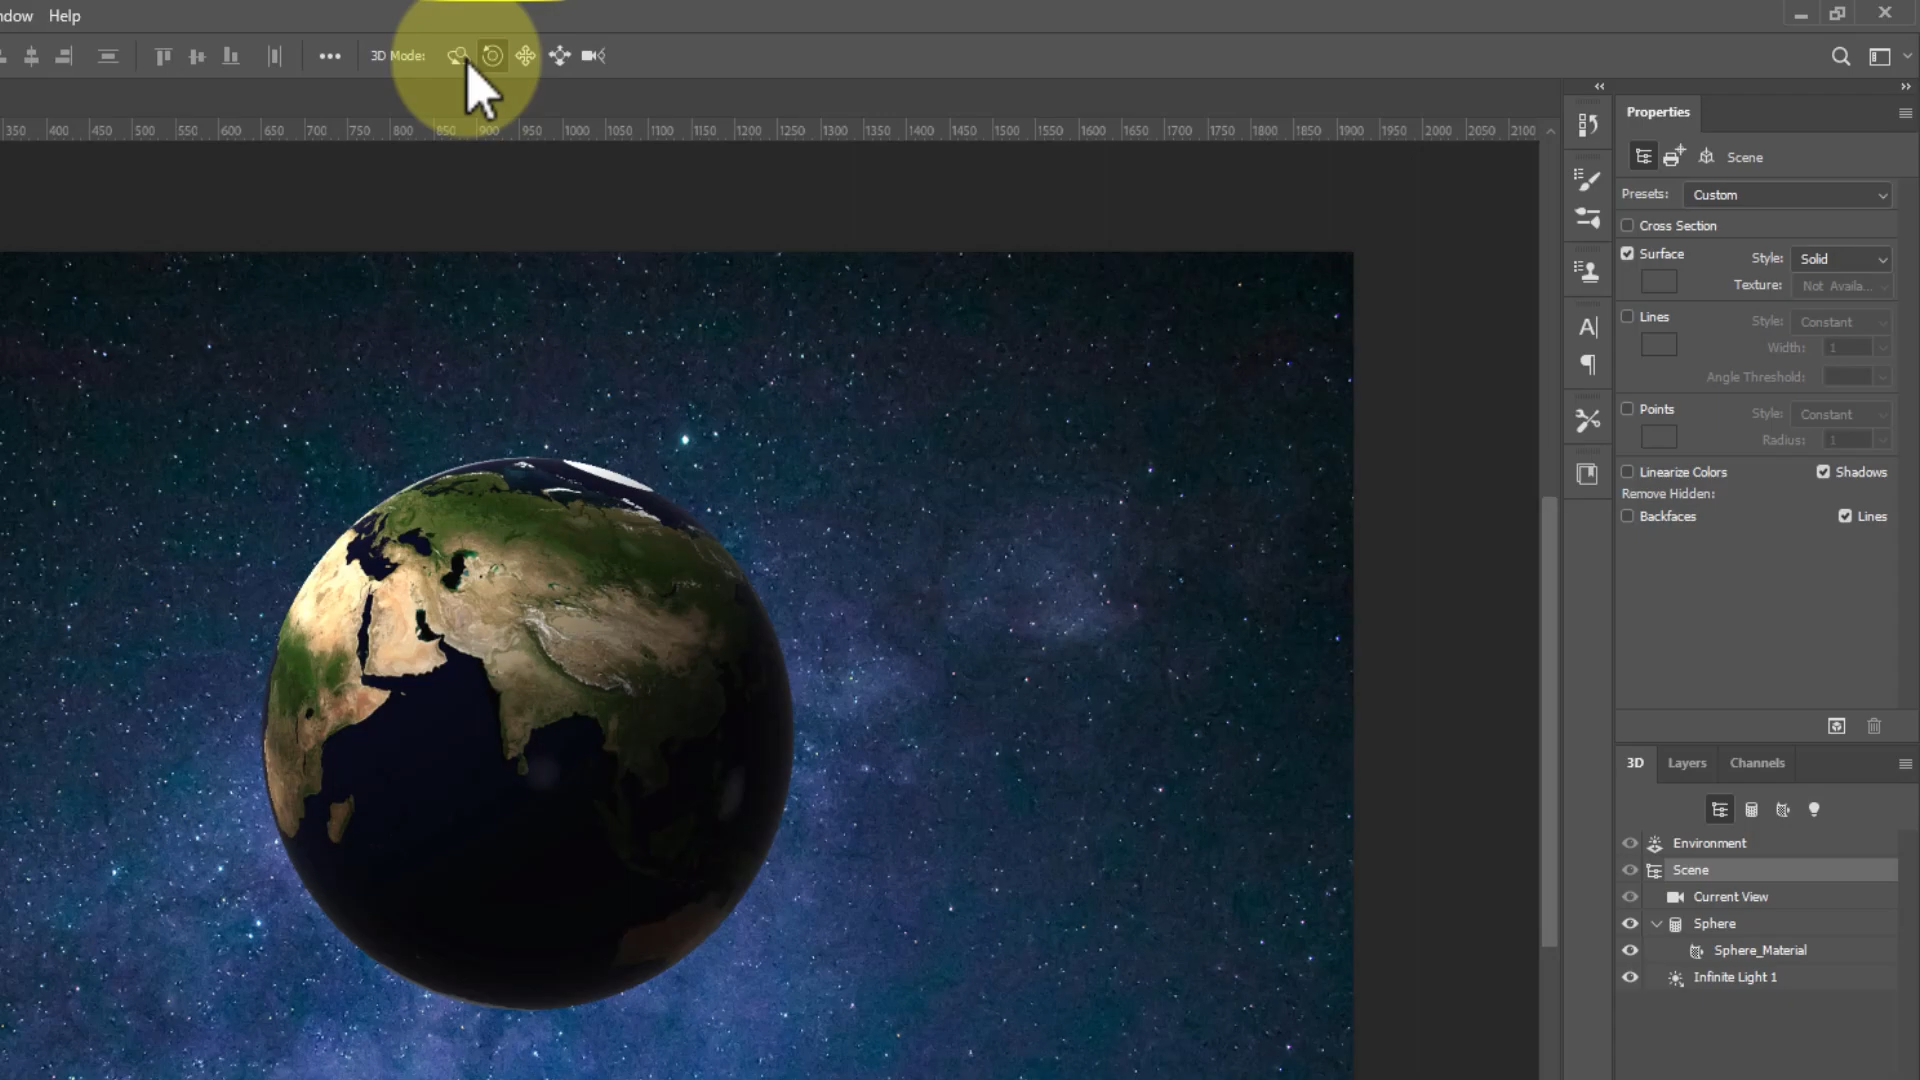 ndow Help
3D Mode:
350 400 450 500 550 600 650 700 750 800 850 900 950 1000 1050 1100 1150 1200 1250 1300 1350 1400 1450 1500 1550 1600 1650 1700 1750 1800 1850 1900 1950 2000 2050 2100
Properties
Scene
Presets: Custom
Cross Section
Surface Style: Solid
Texture: Not Availa...
Lines Style: Constant
Width: 1
Angle Threshold:
Points Style: Constant
Radius: 1
Linearize Colors Shadows
Remove Hidden:
Backfaces Lines
3D Layers Channels
Environment
Scene
Current View
Sphere
Sphere_Material
Infinite Light 1